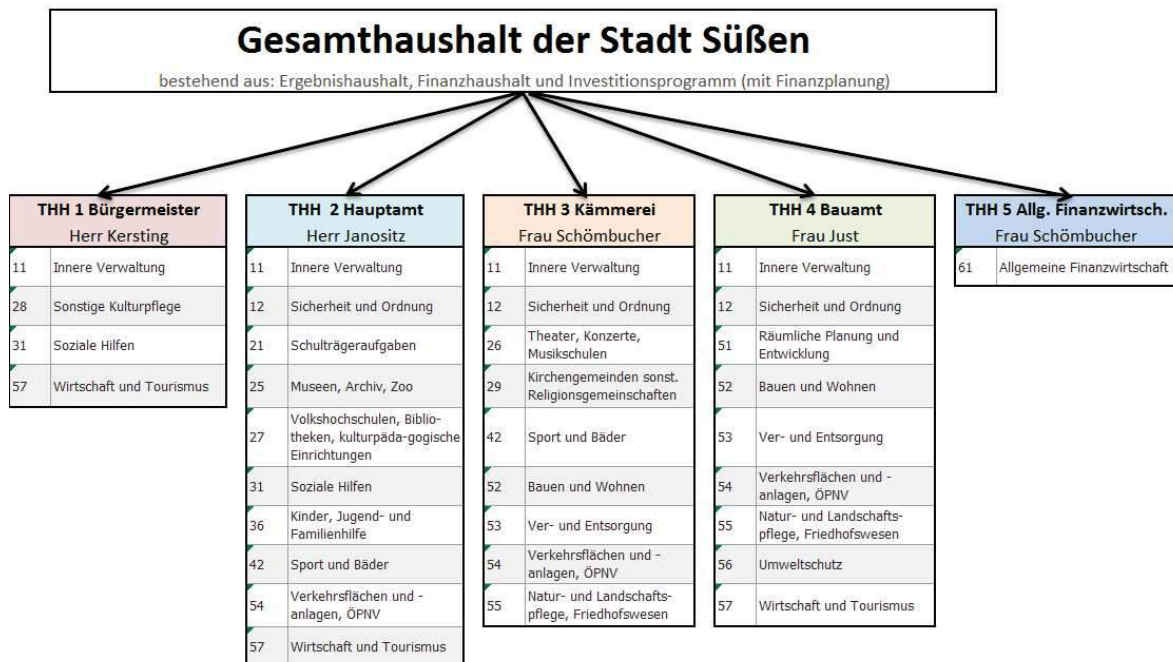 Gesamthaushalt der Stadt Süßen
bestehend aus: Ergebnishaushalt, Finanzhaushalt und Investitionsprogramm (mit Finanzplanung)
THH 1 Bürgermeister
Herr Kersting
11 Innere Verwaltung
28 Sonstige Kulturpflege
31 Soziale Hilfen
57 Wirtschaft und Tourismus
THH 2 Hauptamt
Herr Janositz
11 Innere Verwaltung
12 Sicherheit und Ordnung
21 Schulträgeraufgaben
25 Museen, Archiv, Zoo
27 Volkshochschulen, Biblio-
theken, kulturpäda-gogische
Einrichtungen
31 Soziale Hilfen
36 Kinder, Jugend- und
Familienhilfe
42 Sport und Bäder
54 Verkehrsflächen und -
anlagen, ÖPNV
57 Wirtschaft und Tourismus
THH 3 Kämmerei
Frau Schömbucher
11 Innere Verwaltung
12 Sicherheit und Ordnung
26 Theater, Konzerte,
Musikschulen
29 Kirchengemeinden sonst.
Religionsgemeinschaften
42 Sport und Bäder
52 Bauen und Wohnen
53 Ver- und Entsorgung
54 Verkehrsflächen und -
anlagen, ÖPNV
55 Natur- und Landschafts-
pflege, Friedhofswesen
THH 4 Bauamt
Frau Just
11 Innere Verwaltung
12 Sicherheit und Ordnung
51 Räumliche Planung und
Entwicklung
52 Bauen und Wohnen
53 Ver- und Entsorgung
54 Verkehrsflächen und -
anlagen, ÖPNV
55 Natur- und Landschafts-
pflege, Friedhofswesen
56 Umweltschutz
57 Wirtschaft und Tourismus
THH 5 Allg. Finanzwirtsch.
Frau Schömbucher
61 Allgemeine Finanzwirtschaft